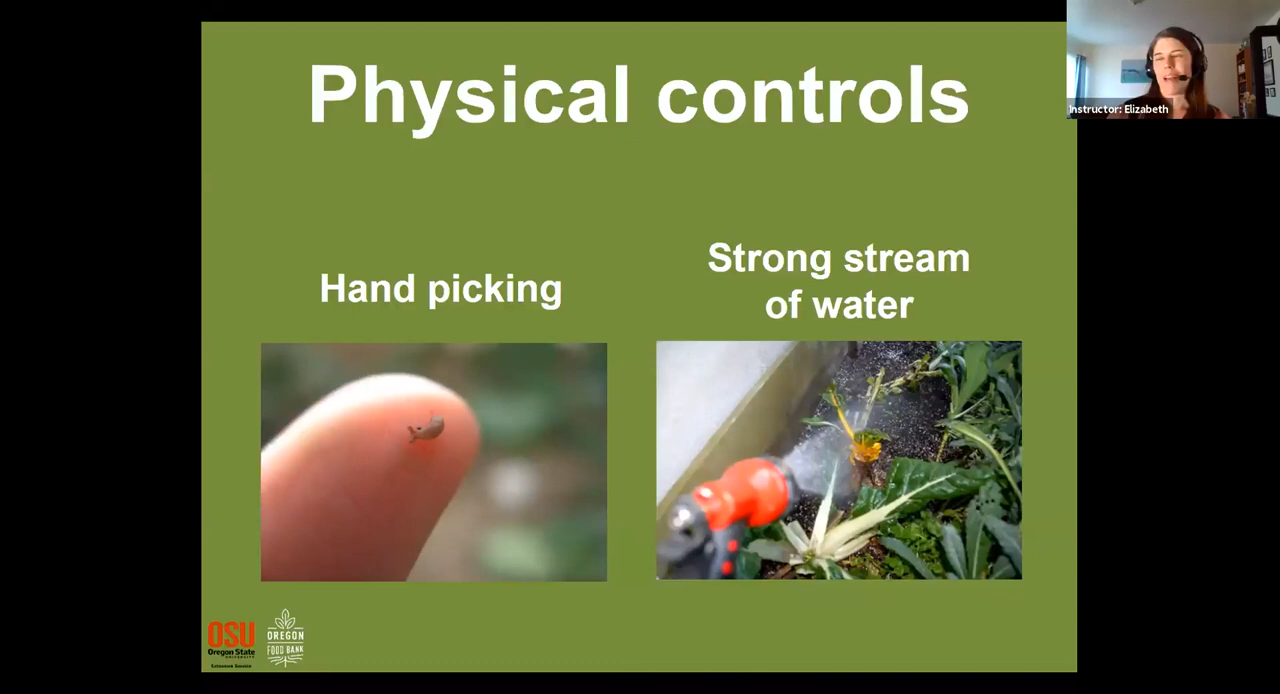 Physical controls
Instructor: Elizabeth
Hand picking
Strong stream
of water
OSU
Oregon State
UNIVERSITY
Extension Service
OREGON
FOOD BANK